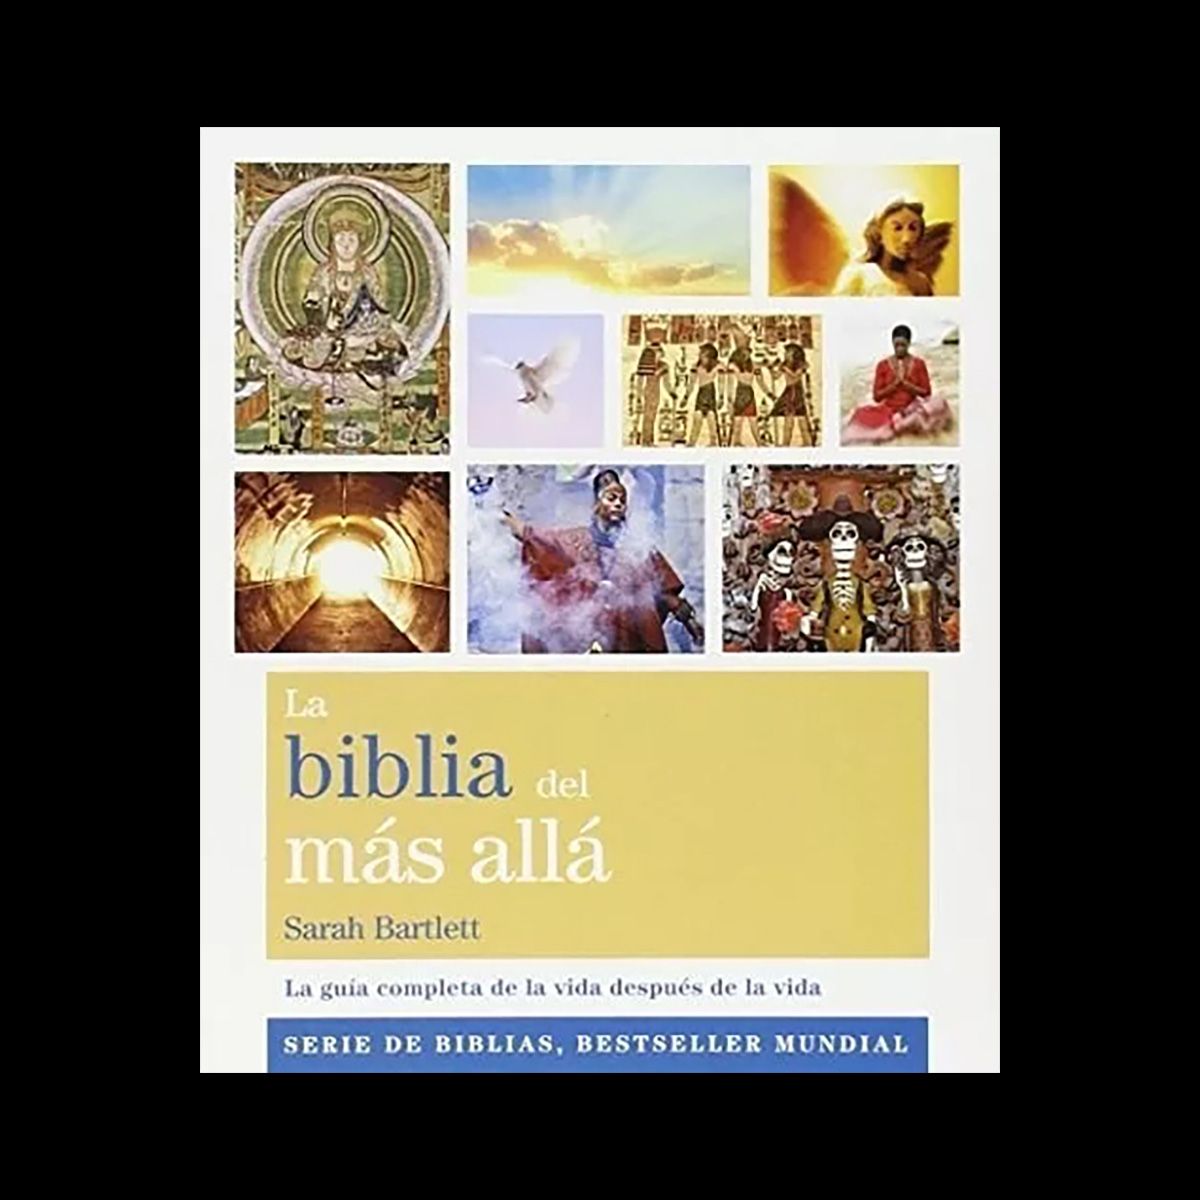 La
biblia del
más allá
Sarah Bartlett
La guía completa de la vida después de la vida
SERIE DE BIBLIAS, BESTSELLER MUNDIAL